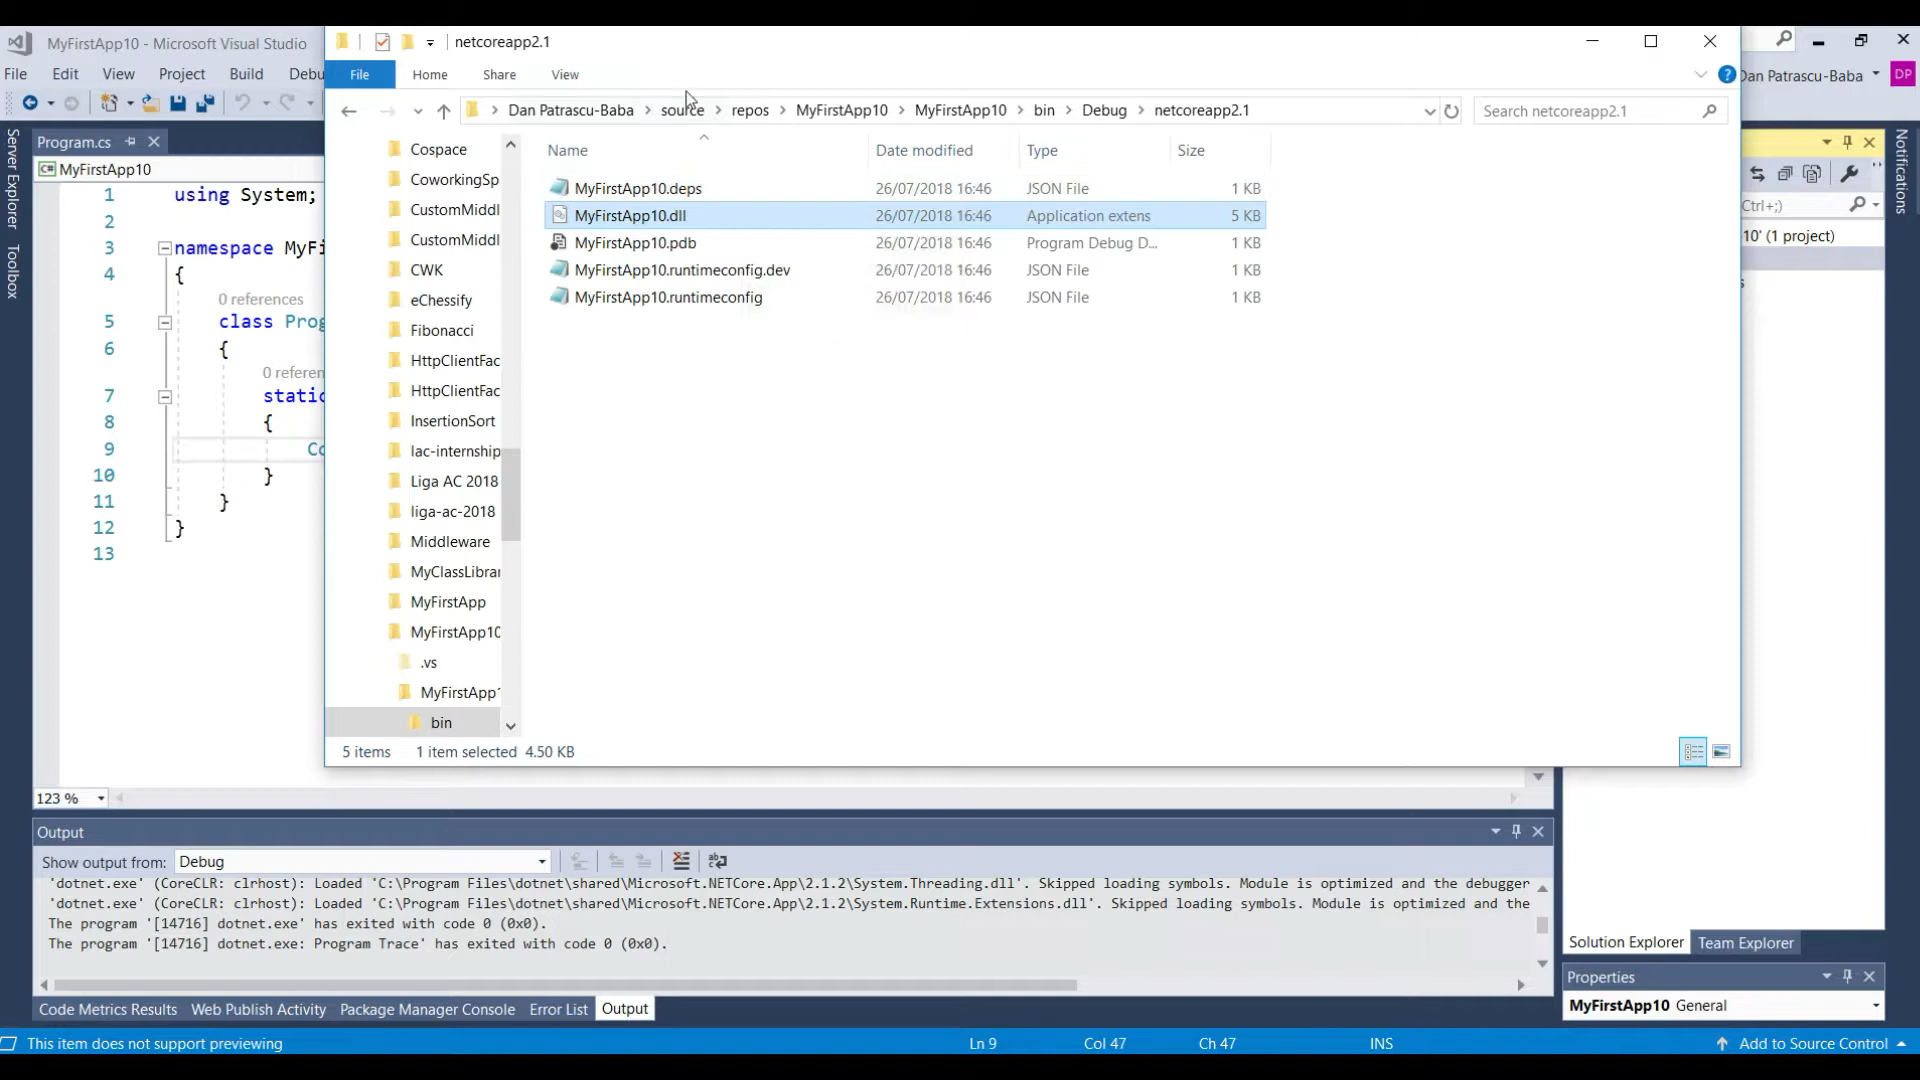 MyFirstApp10 - Microsoft Visual Studio
File Edit View Project Build Debu
Dan Patrascu-Baba DP
netcoreapp2.1
File Home Share View
Dan Patrascu-Baba source repos MyFirstApp10 MyFirstApp10 bin Debug netcoreapp2.1
Search netcoreapp2.1
Server Explorer
Toolbox
Program.cs
MyFirstApp10
1 using System;
2
3 namespace MyFi
4 {
0 references
5 class Prog
6 {
0 referen
7 static
8 {
9 Co
10 }
11 }
12 }
13
Cospace
CoworkingSp
CustomMiddl
CustomMiddl
CWK
eChessify
Fibonacci
HttpClientFac
HttpClientFac
InsertionSort
Iac-internship
Liga AC 2018
liga-ac-2018
Middleware
MyClassLibrar
MyFirstApp
MyFirstApp10
.vs
MyFirstApp1
bin
Name Date modified Type Size
MyFirstApp10.deps 26/07/2018 16:46 JSON File 1 KB
MyFirstApp10.dll 26/07/2018 16:46 Application extens 5 KB
MyFirstApp10.pdb 26/07/2018 16:46 Program Debug D... 1 KB
MyFirstApp10.runtimeconfig.dev 26/07/2018 16:46 JSON File 1 KB
MyFirstApp10.runtimeconfig 26/07/2018 16:46 JSON File 1 KB
5 items 1 item selected 4.50 KB
Ctrl+;)
10' (1 project)
Notifications
123 %
Output
Show output from: Debug
'dotnet.exe' (CoreCLR: clrhost): Loaded 'C:\Program Files\dotnet\shared\Microsoft.NETCore.App\2.1.2\System.Threading.dll'. Skipped loading symbols. Module is optimized and the debugger
'dotnet.exe' (CoreCLR: clrhost): Loaded 'C:\Program Files\dotnet\shared\Microsoft.NETCore.App\2.1.2\System.Runtime.Extensions.dll'. Skipped loading symbols. Module is optimized and the
The program '[14716] dotnet.exe' has exited with code 0 (0x0).
The program '[14716] dotnet.exe: Program Trace' has exited with code 0 (0x0).
Code Metrics Results Web Publish Activity Package Manager Console Error List Output
Solution Explorer Team Explorer
Properties
MyFirstApp10 General
This item does not support previewing Ln 9 Col 47 Ch 47 INS Add to Source Control